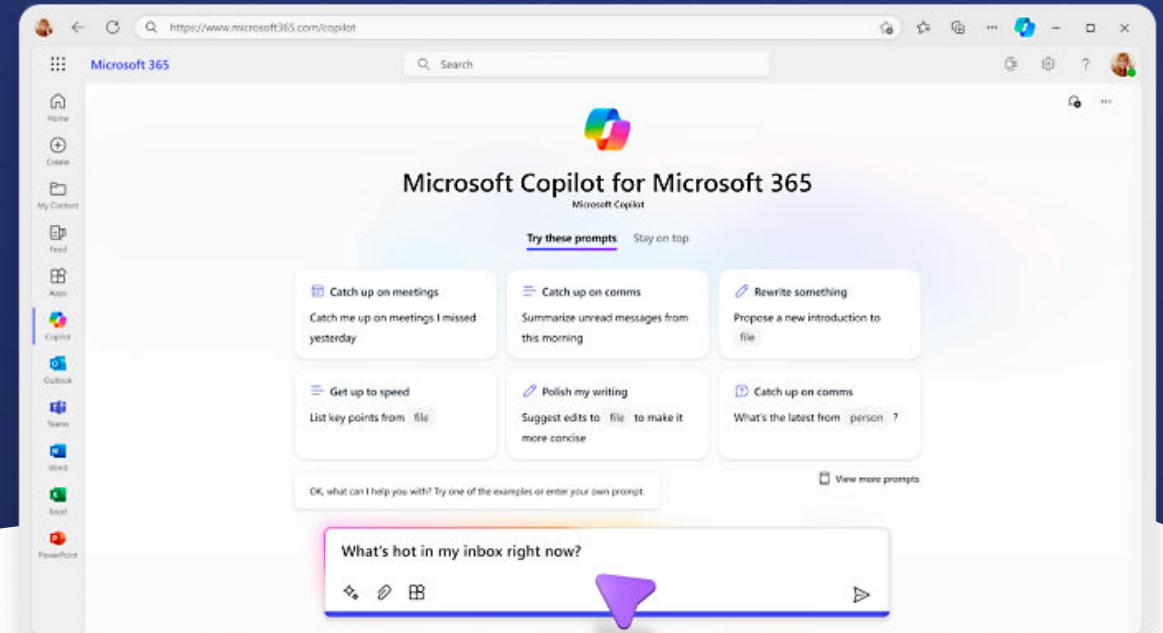 https://www.microsoft365.com/copilot
Microsoft 365
Search
?
Home
Create
My Content
Feed
Apps
Copilot
Outlook
Teams
Word
Excel
PowerPoint
Microsoft Copilot for Microsoft 365
Microsoft Copilot
Try these prompts Stay on top
Catch up on meetings
Catch me up on meetings I missed
yesterday
Catch up on comms
Summarize unread messages from
this morning
Rewrite something
Propose a new introduction to
file
Get up to speed
List key points from file
Polish my writing
Suggest edits to file to make it
more concise
Catch up on comms
What's the latest from person ?
View more prompts
OK, what can I help you with? Try one of the examples or enter your own prompt.
What's hot in my inbox right now?